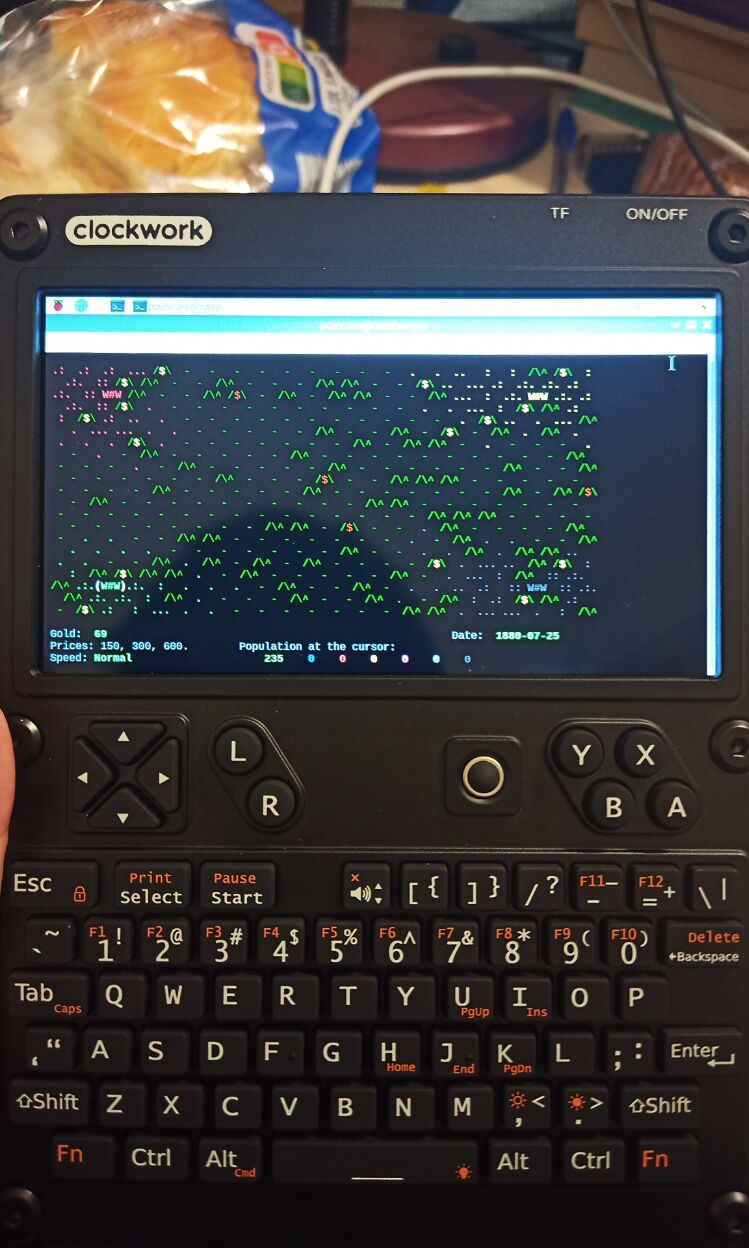 clockwork
TF
ON/OFF
W#W
W#W
(W#W)
W#W
Gold: 69
Date: 1880-07-25
Prices: 150, 300, 600.
Population at the cursor:
Speed: Normal
235 0 0 0 0 0 0
L
R
Y X
B A
Esc Print Select Pause Start [ { ] } / ? F11 - _ F12 = + \ |
` ~ F1 1 ! F2 2 @ F3 3 # F4 4 $ F5 5 % F6 6 ^ F7 7 & F8 8 * F9 9 ( F10 0 ) Delete ←Backspace
Tab Caps Q W E R T Y U PgUp I Ins O P
‘ “ A S D F G H Home J End K PgDn L ; : Enter
⇧Shift Z X C V B N M , < . > ⇧Shift
Fn Ctrl Alt Cmd Alt Ctrl Fn